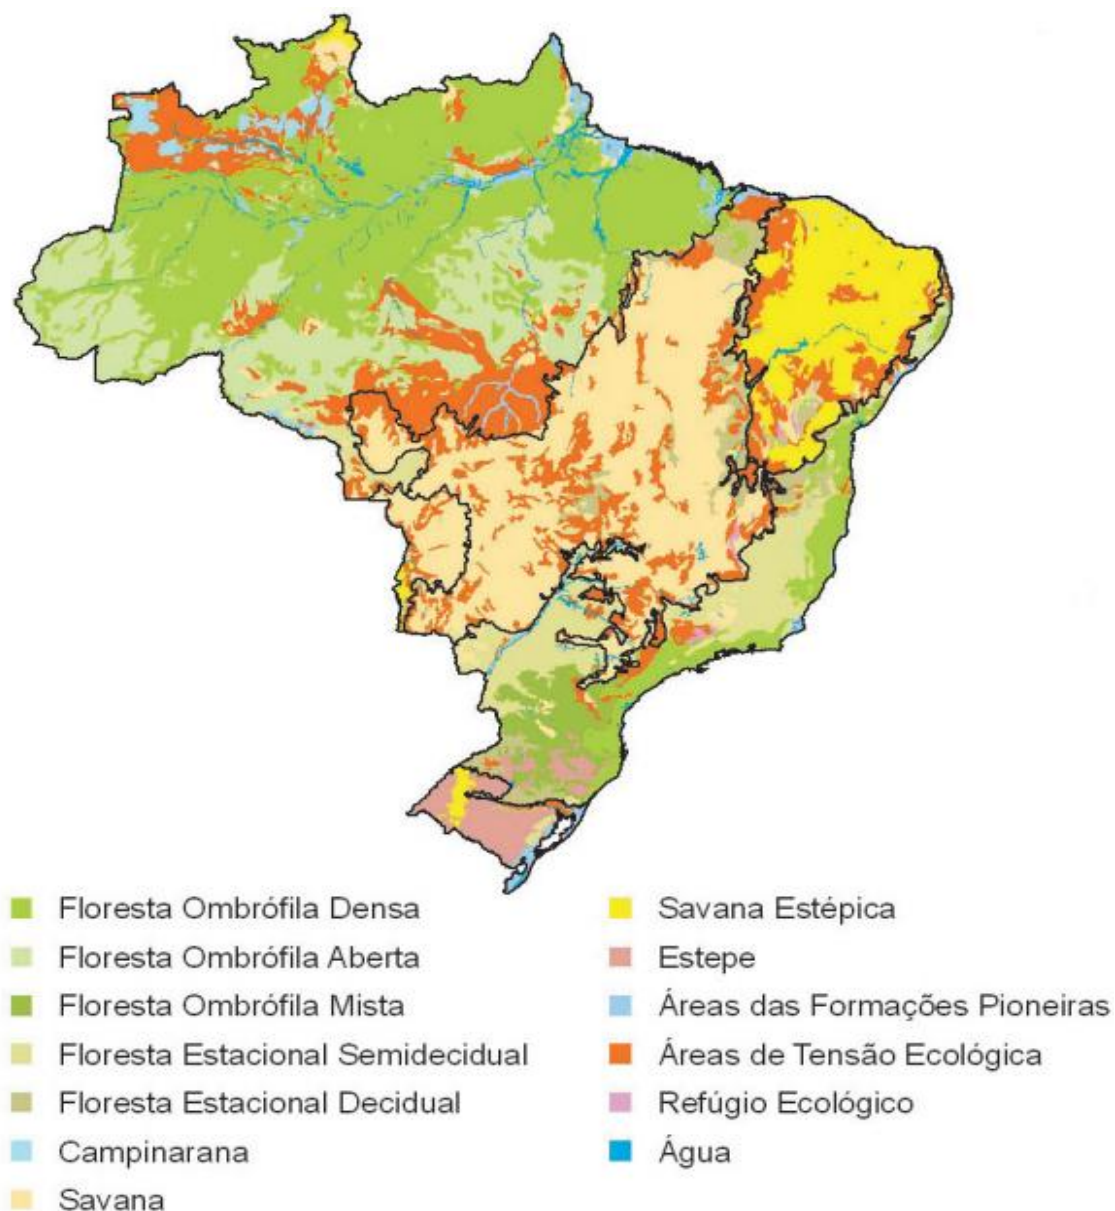 Floresta Ombrófila Densa
Floresta Ombrófila Aberta
Floresta Ombrófila Mista
Floresta Estacional Semidecidual
Floresta Estacional Decidual
Campinarana
Savana
Savana Estépica
Estepe
Áreas das Formações Pioneiras
Áreas de Tensão Ecológica
Refúgio Ecológico
Água